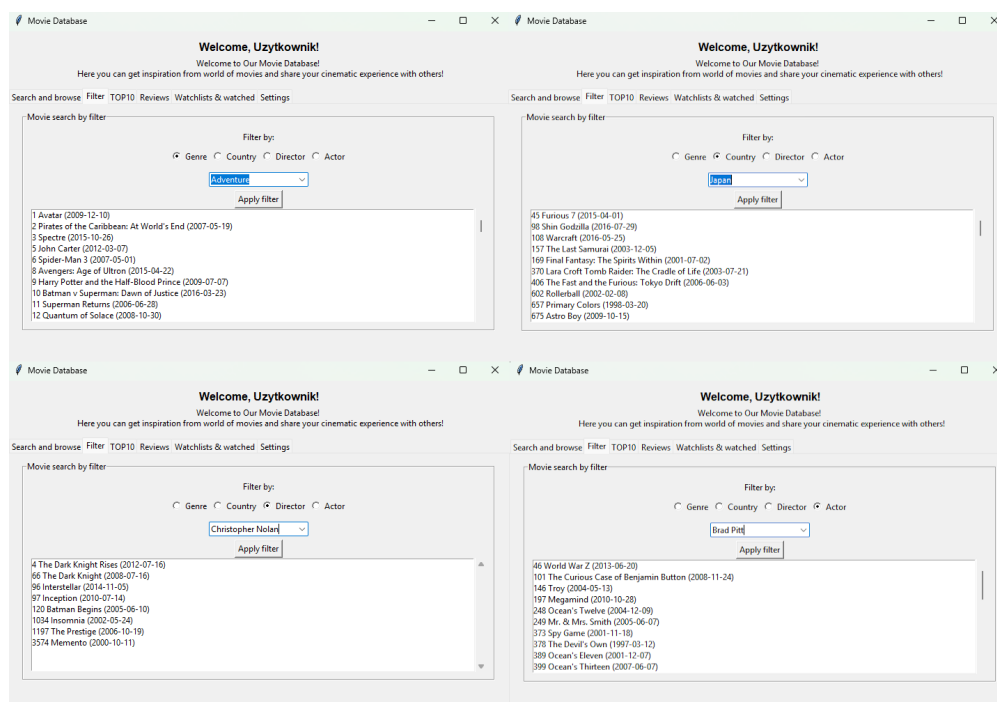 Movie Database
Welcome, Uzytkownik!
Welcome to Our Movie Database!
Here you can get inspiration from world of movies and share your cinematic experience with others!
Search and browse Filter TOP10 Reviews Watchlists & watched Settings
Movie search by filter
Filter by:
Genre Country Director Actor
Adventure
Apply filter
1 Avatar (2009-12-10)
2 Pirates of the Caribbean: At World's End (2007-05-19)
3 Spectre (2015-10-26)
5 John Carter (2012-03-07)
6 Spider-Man 3 (2007-05-01)
8 Avengers: Age of Ultron (2015-04-22)
9 Harry Potter and the Half-Blood Prince (2009-07-07)
10 Batman v Superman: Dawn of Justice (2016-03-23)
11 Superman Returns (2006-06-28)
12 Quantum of Solace (2008-10-30)
Movie Database
Welcome, Uzytkownik!
Welcome to Our Movie Database!
Here you can get inspiration from world of movies and share your cinematic experience with others!
Search and browse Filter TOP10 Reviews Watchlists & watched Settings
Movie search by filter
Filter by:
Genre Country Director Actor
Japan
Apply filter
45 Furious 7 (2015-04-01)
98 Shin Godzilla (2016-07-29)
108 Warcraft (2016-05-25)
157 The Last Samurai (2003-12-05)
169 Final Fantasy: The Spirits Within (2001-07-02)
370 Lara Croft Tomb Raider: The Cradle of Life (2003-07-21)
406 The Fast and the Furious: Tokyo Drift (2006-06-03)
602 Rollerball (2002-02-08)
657 Primary Colors (1998-03-20)
675 Astro Boy (2009-10-15)
Movie Database
Welcome, Uzytkownik!
Welcome to Our Movie Database!
Here you can get inspiration from world of movies and share your cinematic experience with others!
Search and browse Filter TOP10 Reviews Watchlists & watched Settings
Movie search by filter
Filter by:
Genre Country Director Actor
Christopher Nolan
Apply filter
4 The Dark Knight Rises (2012-07-16)
66 The Dark Knight (2008-07-16)
96 Interstellar (2014-11-05)
97 Inception (2010-07-14)
120 Batman Begins (2005-06-10)
1034 Insomnia (2002-05-24)
1197 The Prestige (2006-10-19)
3574 Memento (2000-10-11)
Movie Database
Welcome, Uzytkownik!
Welcome to Our Movie Database!
Here you can get inspiration from world of movies and share your cinematic experience with others!
Search and browse Filter TOP10 Reviews Watchlists & watched Settings
Movie search by filter
Filter by:
Genre Country Director Actor
Brad Pitt
Apply filter
46 World War Z (2013-06-20)
101 The Curious Case of Benjamin Button (2008-11-24)
146 Troy (2004-05-13)
197 Megamind (2010-10-28)
248 Ocean's Twelve (2004-12-09)
249 Mr. & Mrs. Smith (2005-06-07)
373 Spy Game (2001-11-18)
378 The Devil's Own (1997-03-12)
389 Ocean's Eleven (2001-12-07)
399 Ocean's Thirteen (2007-06-07)